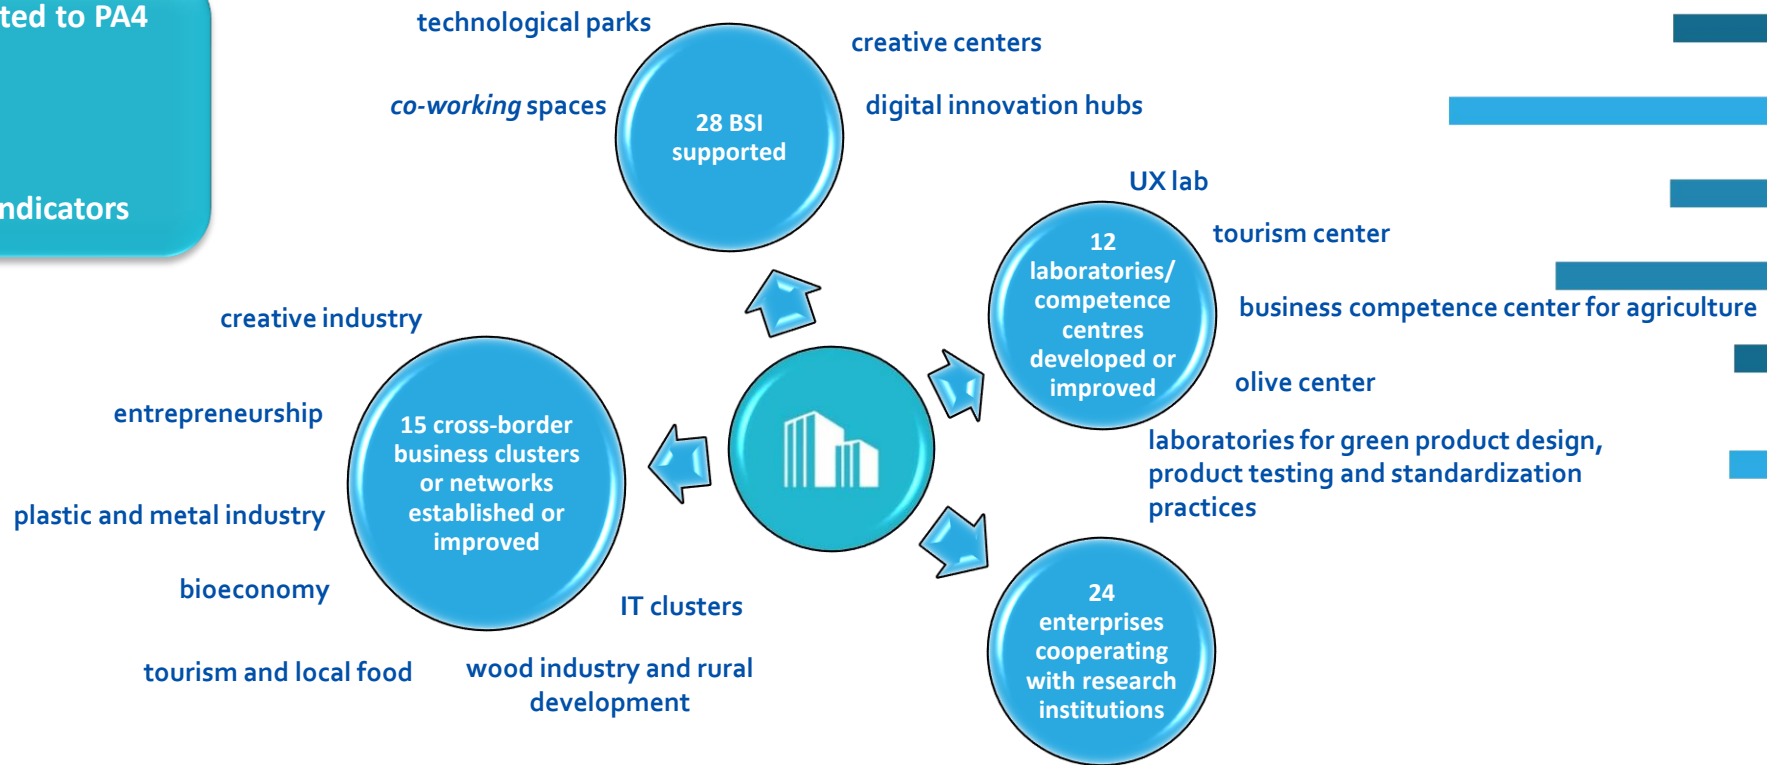 ted to PA4
ndicators
technological parks
creative centers
co-working spaces
digital innovation hubs
28 BSI
supported
UX lab
tourism center
business competence center for agriculture
olive center
laboratories for green product design,
product testing and standardization
practices
12
laboratories/
competence
centres
developed or
improved
creative industry
entrepreneurship
plastic and metal industry
bioeconomy
tourism and local food
wood industry and rural
development
IT clusters
15 cross-border
business clusters
or networks
established or
improved
24
enterprises
cooperating
with research
institutions